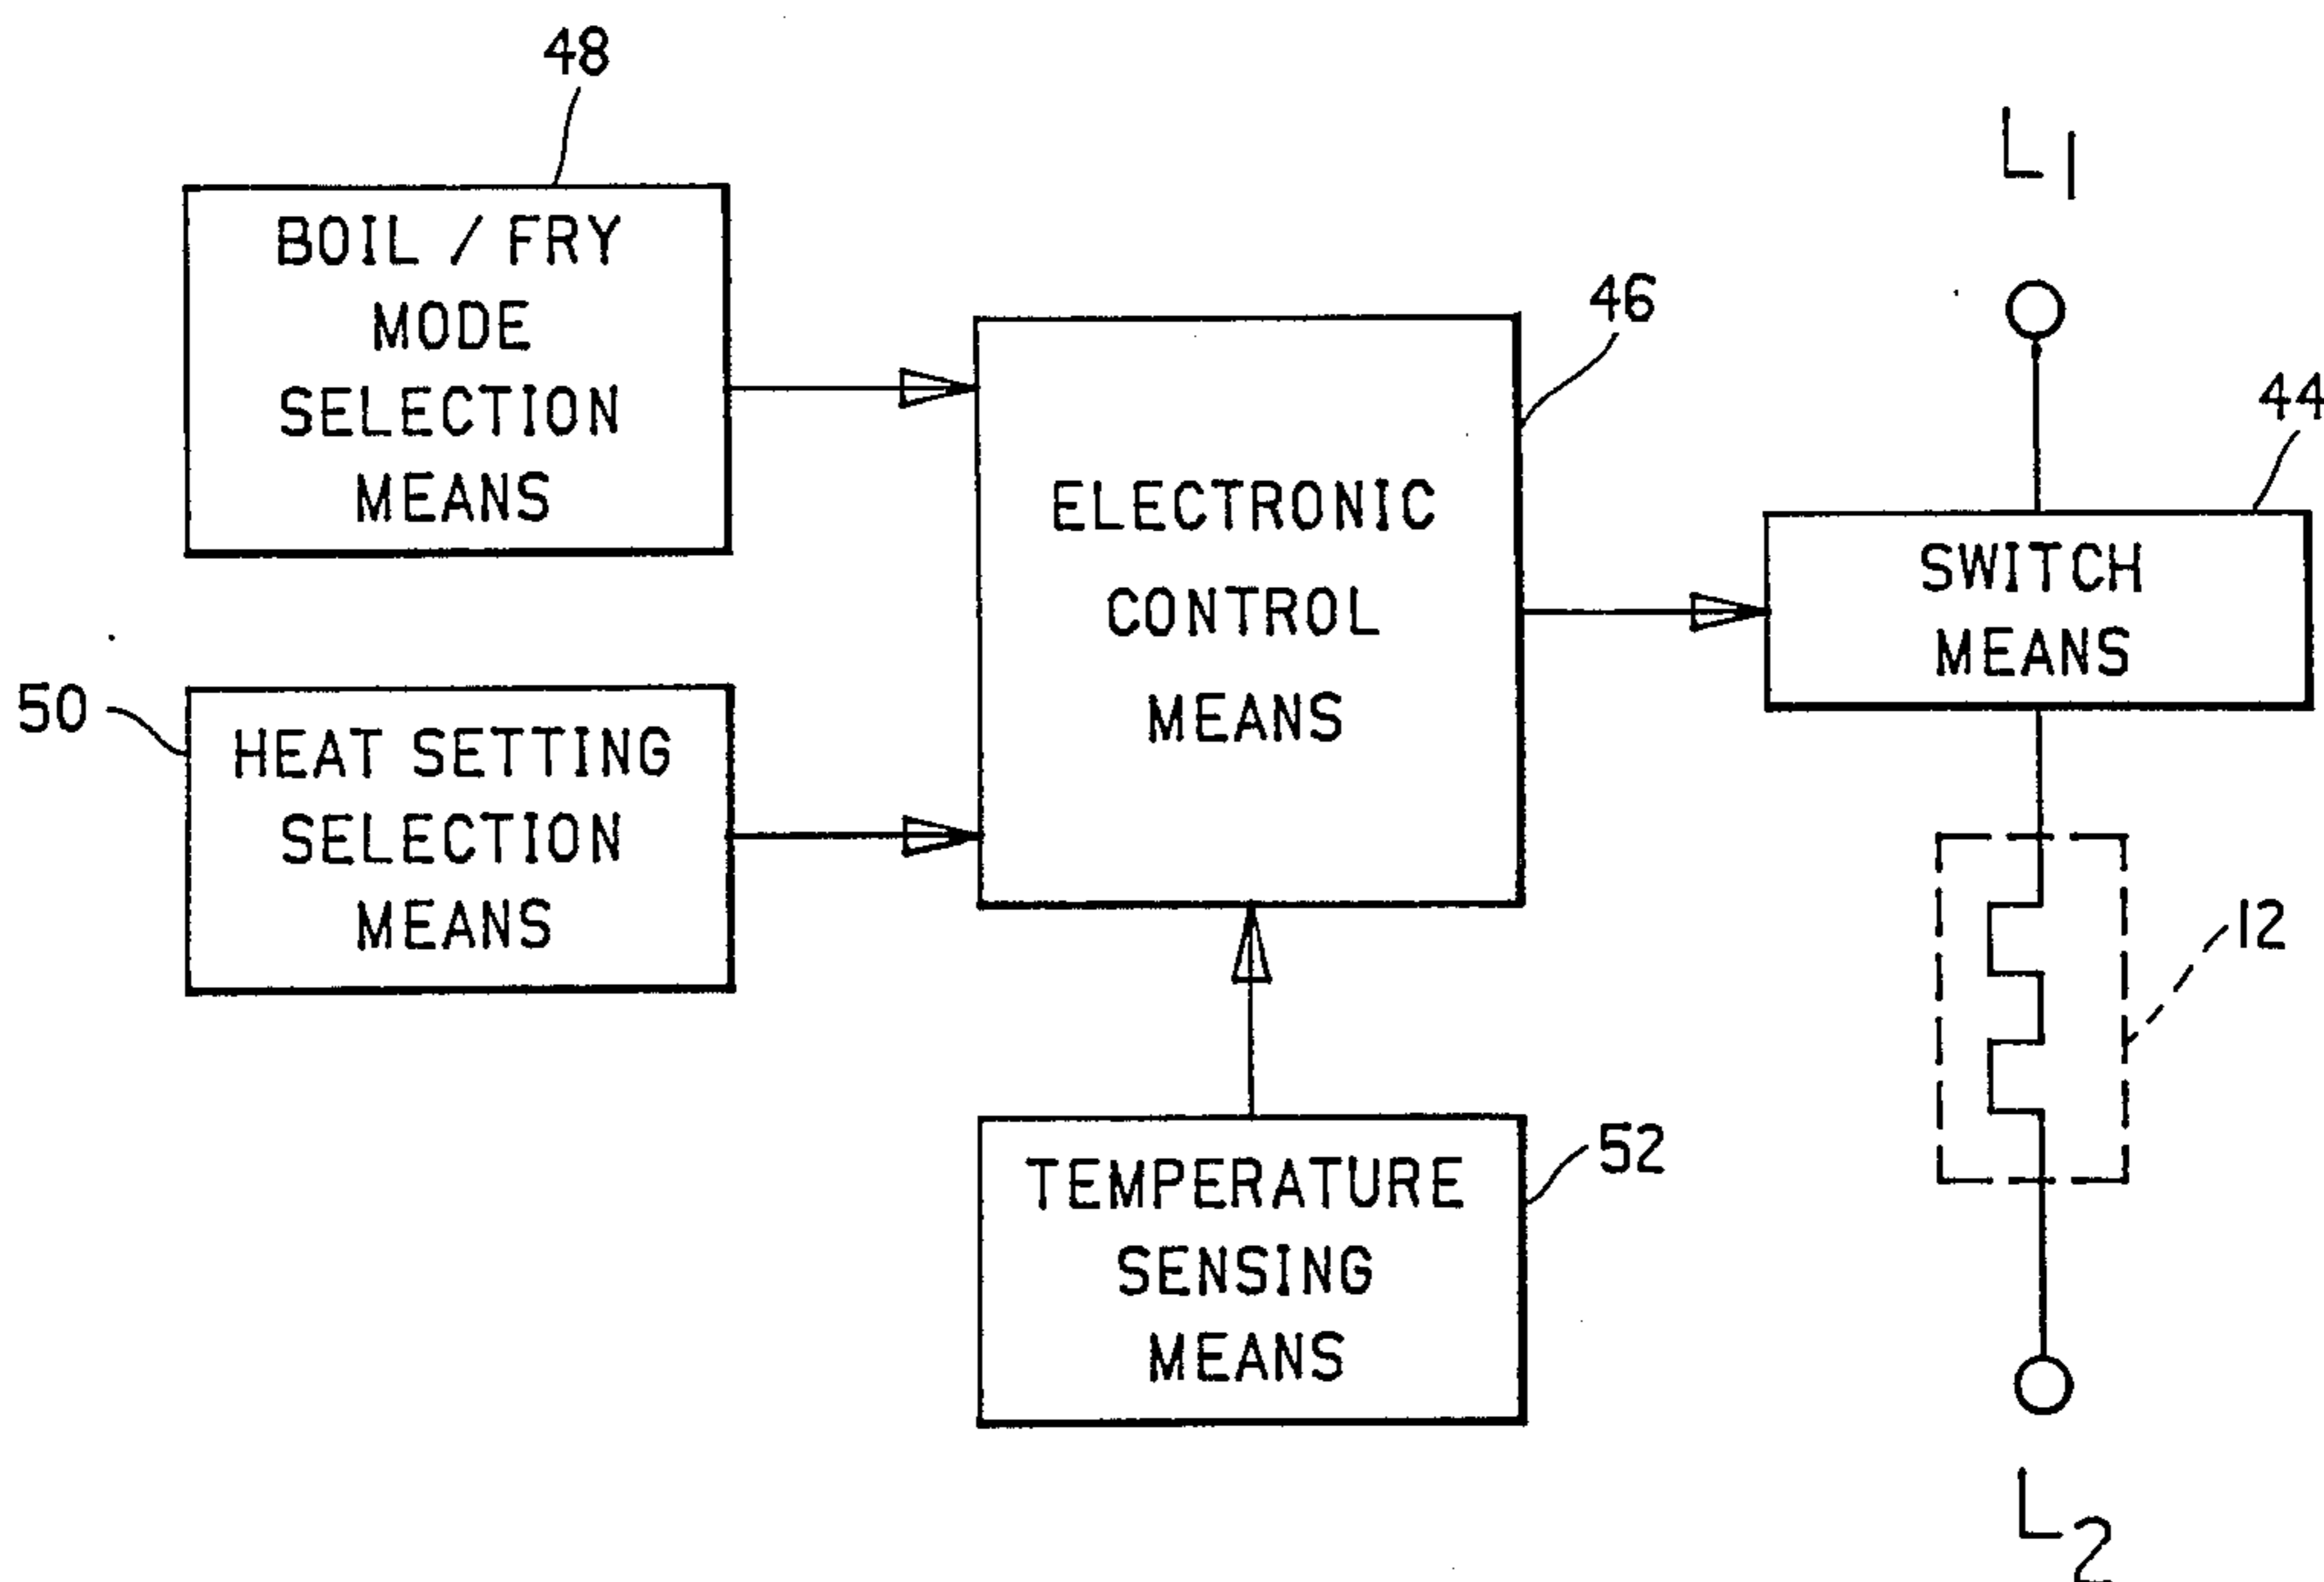 48
BOIL / FRY
MODE
SELECTION
MEANS
50
HEAT SETTING
SELECTION
MEANS
46
ELECTRONIC
CONTROL
MEANS
52
TEMPERATURE
SENSING
MEANS
L1
44
SWITCH
MEANS
12
L2